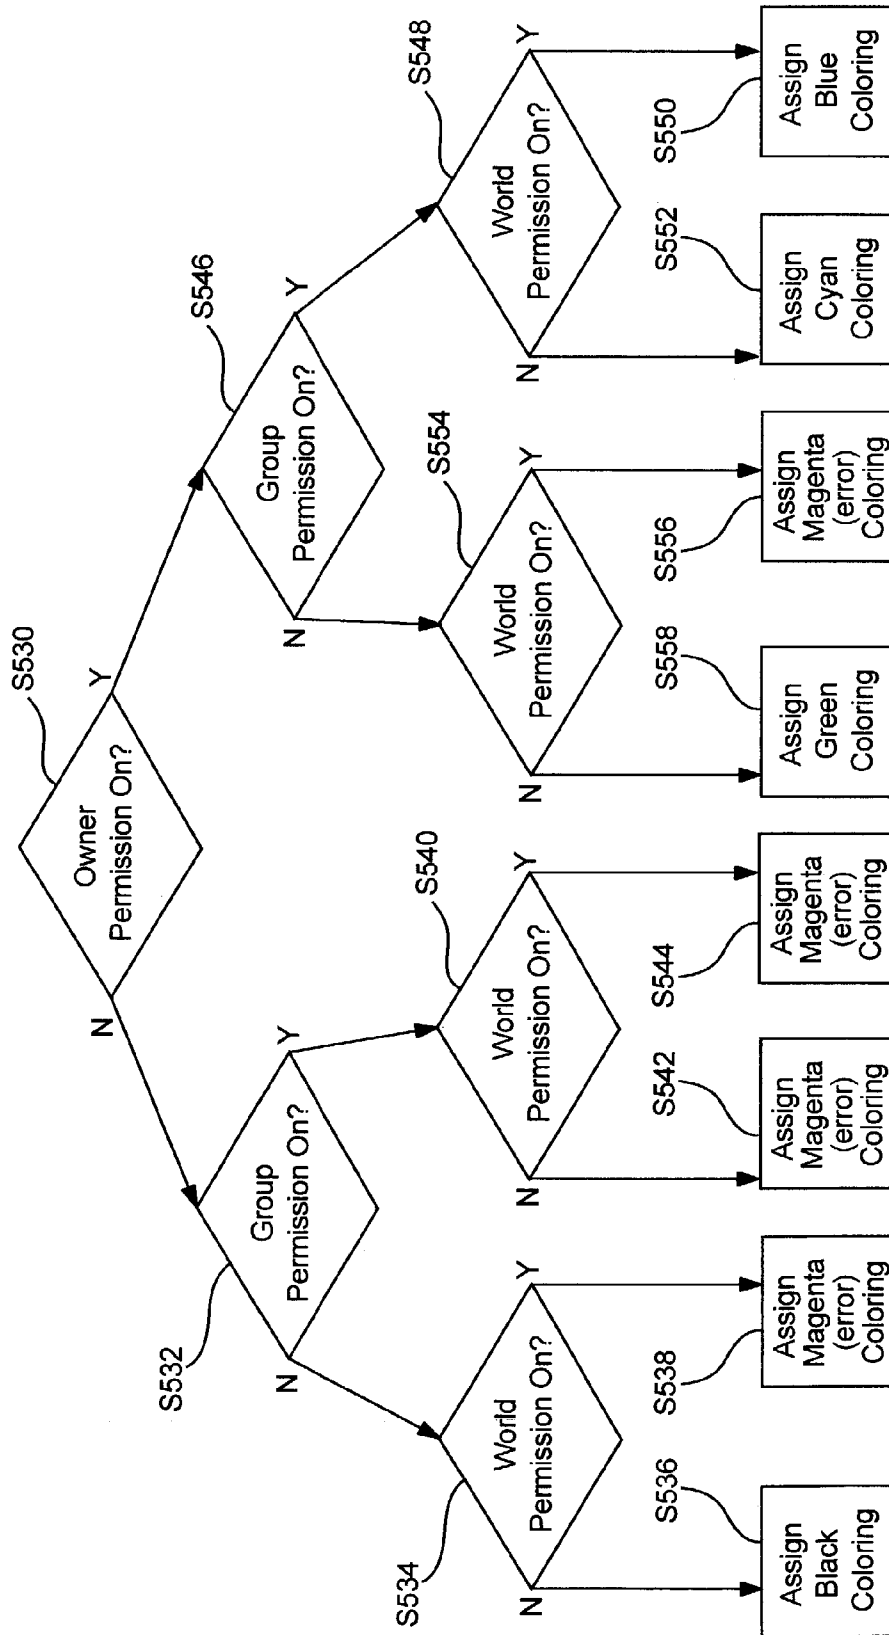 S530
Owner
Permission On?
N
Y
S532
Group
Permission On?
N
Y
S546
Group
Permission On?
N
Y
S534
World
Permission On?
N
Y
S540
World
Permission On?
N
Y
S554
World
Permission On?
N
Y
S548
World
Permission On?
N
Y
S536
Assign
Black
Coloring
S538
Assign
Magenta
(error)
Coloring
S542
Assign
Magenta
(error)
Coloring
S544
Assign
Magenta
(error)
Coloring
S558
Assign
Green
Coloring
S556
Assign
Magenta
(error)
Coloring
S552
Assign
Cyan
Coloring
S550
Assign
Blue
Coloring